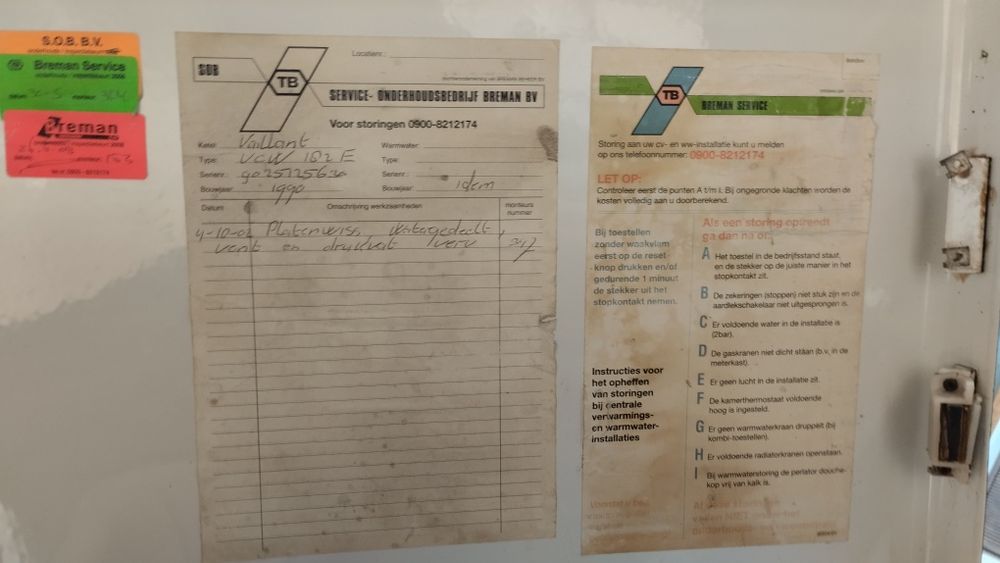 S.O.B. B.V.
Breman Service
30-5
Breman
SOB
TB
Locatienr.:
SERVICE- ONDERHOUDSBEDRIJF BREMAN BV
Voor storingen 0900-8212174
Ketel: Vaillant Warmwater:
Type: VCW 182 E Type:
Serienr.: Serienr.:
Bouwjaar: 1990 Bouwjaar: idem
Datum Omschrijving werkzaamheden monteurs
nummer
4-10-02 Platenwiss,
vent en drukvat verv
TB
BREMAN SERVICE
Storing aan uw cv- en ww-installatie kunt u melden
op ons telefoonnummer: 0900-8212174
LET OP:
Controleer eerst de punten A t/m I. Bij ongegronde klachten worden de
kosten volledig aan u doorberekend.
Bij toestellen
zonder waakvlam
eerst op de reset-
knop drukken en/of
gedurende 1 minuut
de stekker uit het
stopkontakt nemen.
Instructies voor
het opheffen
van storingen
bij centrale
verwarmings-
en warmwater-
installaties
Als een storing optreedt
ga dan na of:
A Het toestel in de bedrijfsstand staat,
en de stekker op de juiste manier in het
stopkontakt zit.
B De zekeringen (stoppen) niet stuk zijn en de
aardlekschakelaar niet uitgesprongen is.
C Er voldoende water in de installatie is
(2bar).
D De gaskranen niet dicht staan (b.v. in de
meterkast).
E Er geen lucht in de installatie zit.
F De kamerthermostaat voldoende
hoog is ingesteld.
G Er geen warmwaterkraan druppelt (bij
kombi-toestellen).
H Er voldoende radiatorkranen openstaan.
I Bij warmwaterstoring de perlator douche-
kop vrij van kalk is.